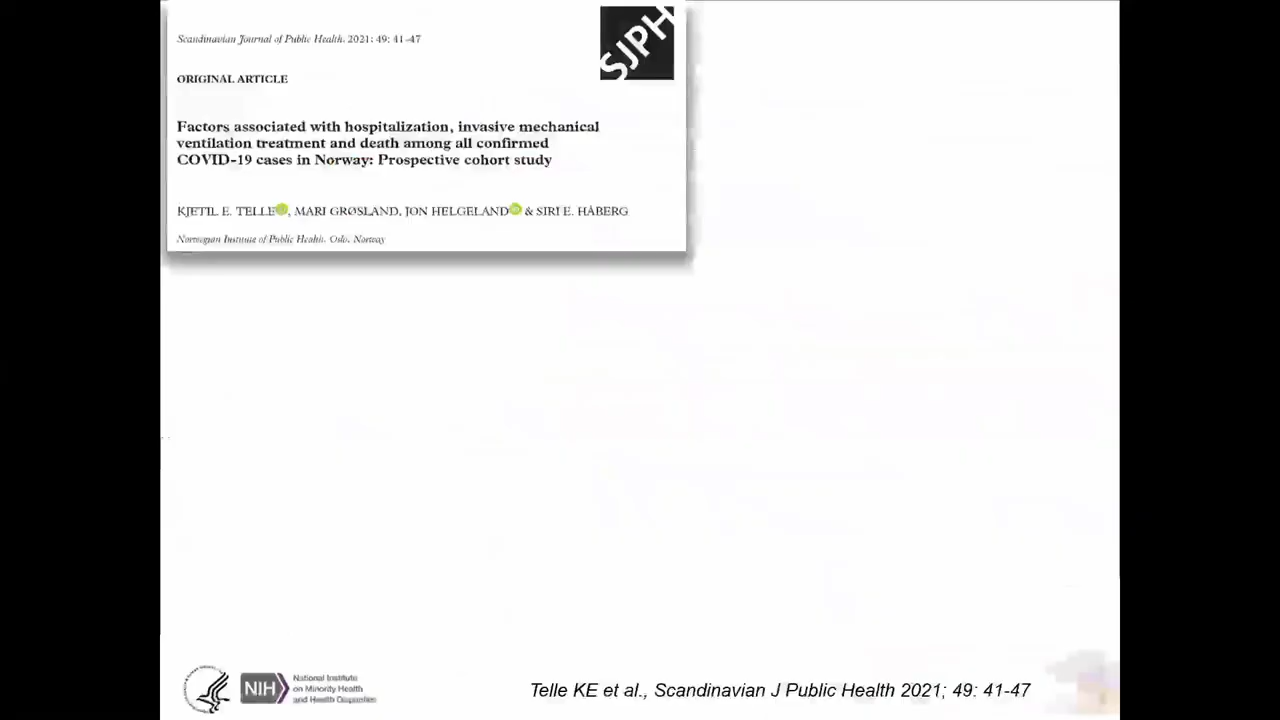 Scandinavian Journal of Public Health, 2021; 49: 41–47
SJPH
ORIGINAL ARTICLE
Factors associated with hospitalization, invasive mechanical
ventilation treatment and death among all confirmed
COVID-19 cases in Norway: Prospective cohort study
KJETIL E. TELLE, MARI GRØSLAND, JON HELGELAND & SIRI E. HÅBERG
Norwegian Institute of Public Health, Oslo, Norway
NIH
National Institute
on Minority Health
and Health Disparities
Telle KE et al., Scandinavian J Public Health 2021; 49: 41-47